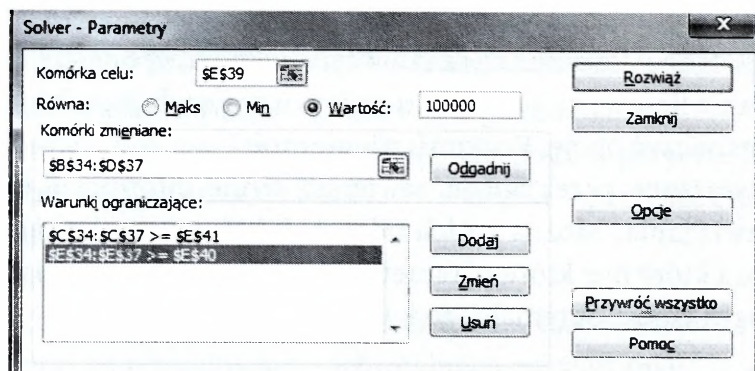 Solver - Parametry
Komórka celu: $E$39
Rozwiąż
Równa: Maks Min Wartość: 100000
Zamknij
Komórki zmieniane:
$B$34:$D$37
Odgadnij
Warunki ograniczające:
Opcje
$C$34:$C$37 >= $E$41
Dodaj
$E$34:$E$37 >= $E$40
Zmień
Przywróć wszystko
Usuń
Pomoc